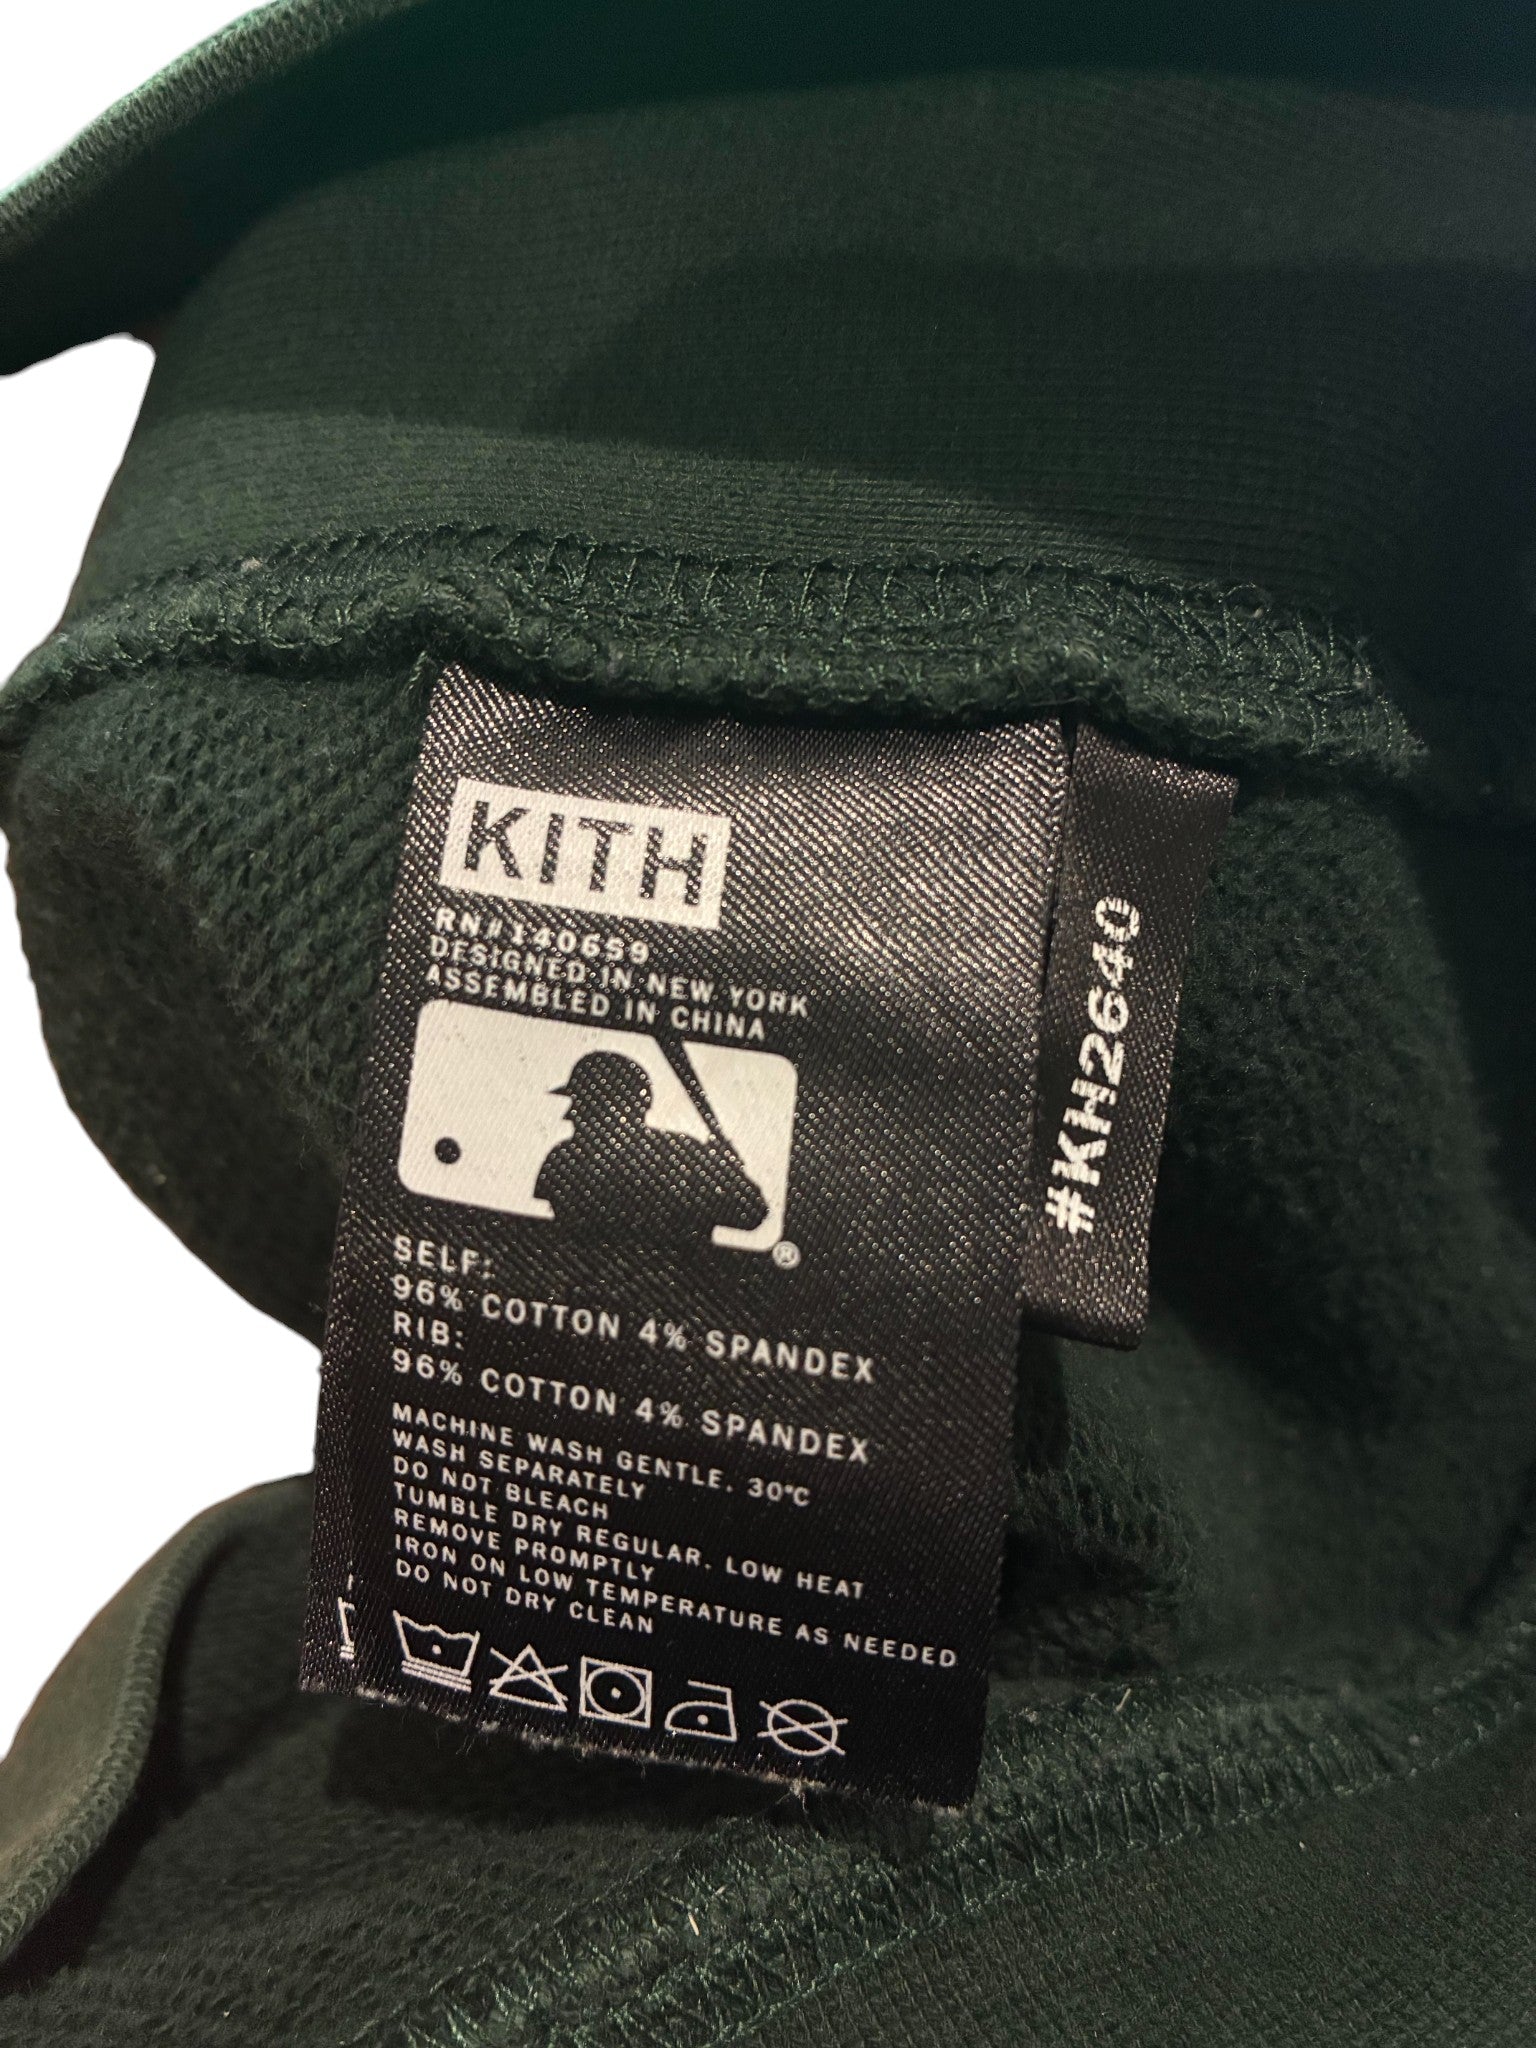 KITH
RN#140659
DESIGNED IN NEW YORK
ASSEMBLED IN CHINA
®
SELF:
96% COTTON 4% SPANDEX
RIB:
96% COTTON 4% SPANDEX
MACHINE WASH GENTLE. 30°C
WASH SEPARATELY
DO NOT BLEACH
TUMBLE DRY REGULAR. LOW HEAT
REMOVE PROMPTLY
IRON ON LOW TEMPERATURE AS NEEDED
DO NOT DRY CLEAN
#KH2640